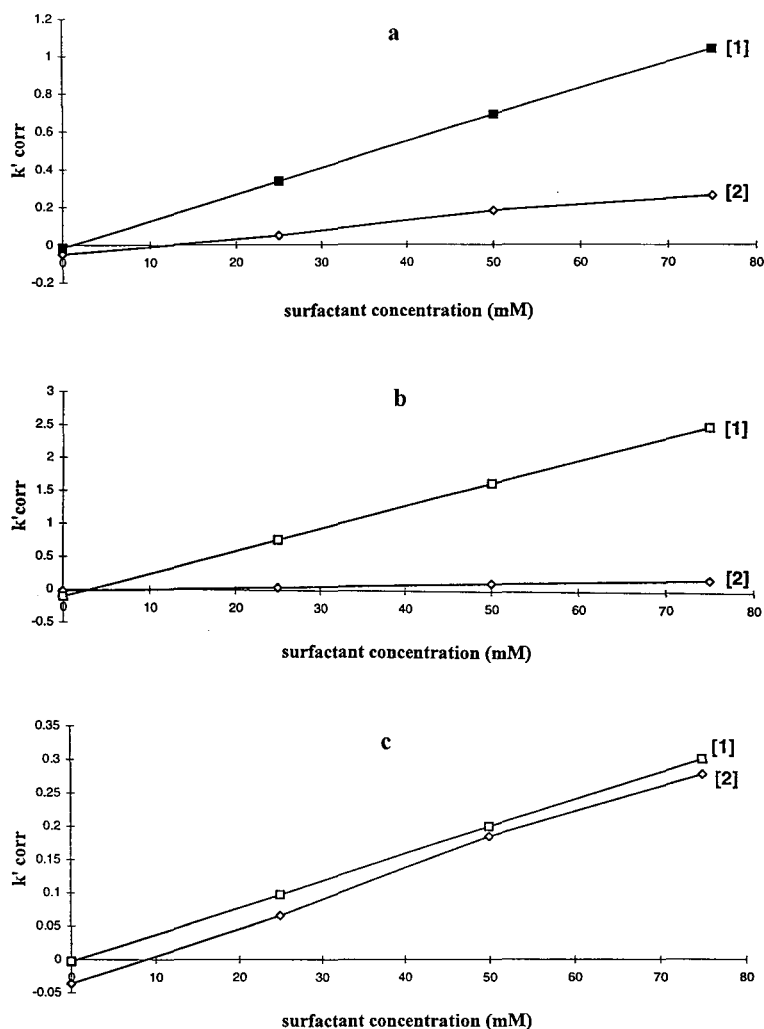 a
1.2
1
0.8
0.6
0.4
0.2
0
-0.2
k' corr
[1]
[2]
0 10 20 30 40 50 60 70 80
surfactant concentration (mM)
b
3
2.5
2
1.5
1
0.5
0
-0.5
k'corr
[1]
[2]
0 10 20 30 40 50 60 70 80
surfactant concentration (mM)
c
0.35
0.3
0.25
0.2
0.15
0.1
0.05
0
-0.05
k' corr
[1]
[2]
0 10 20 30 40 50 60 70 80
surfactant concentration (mM)